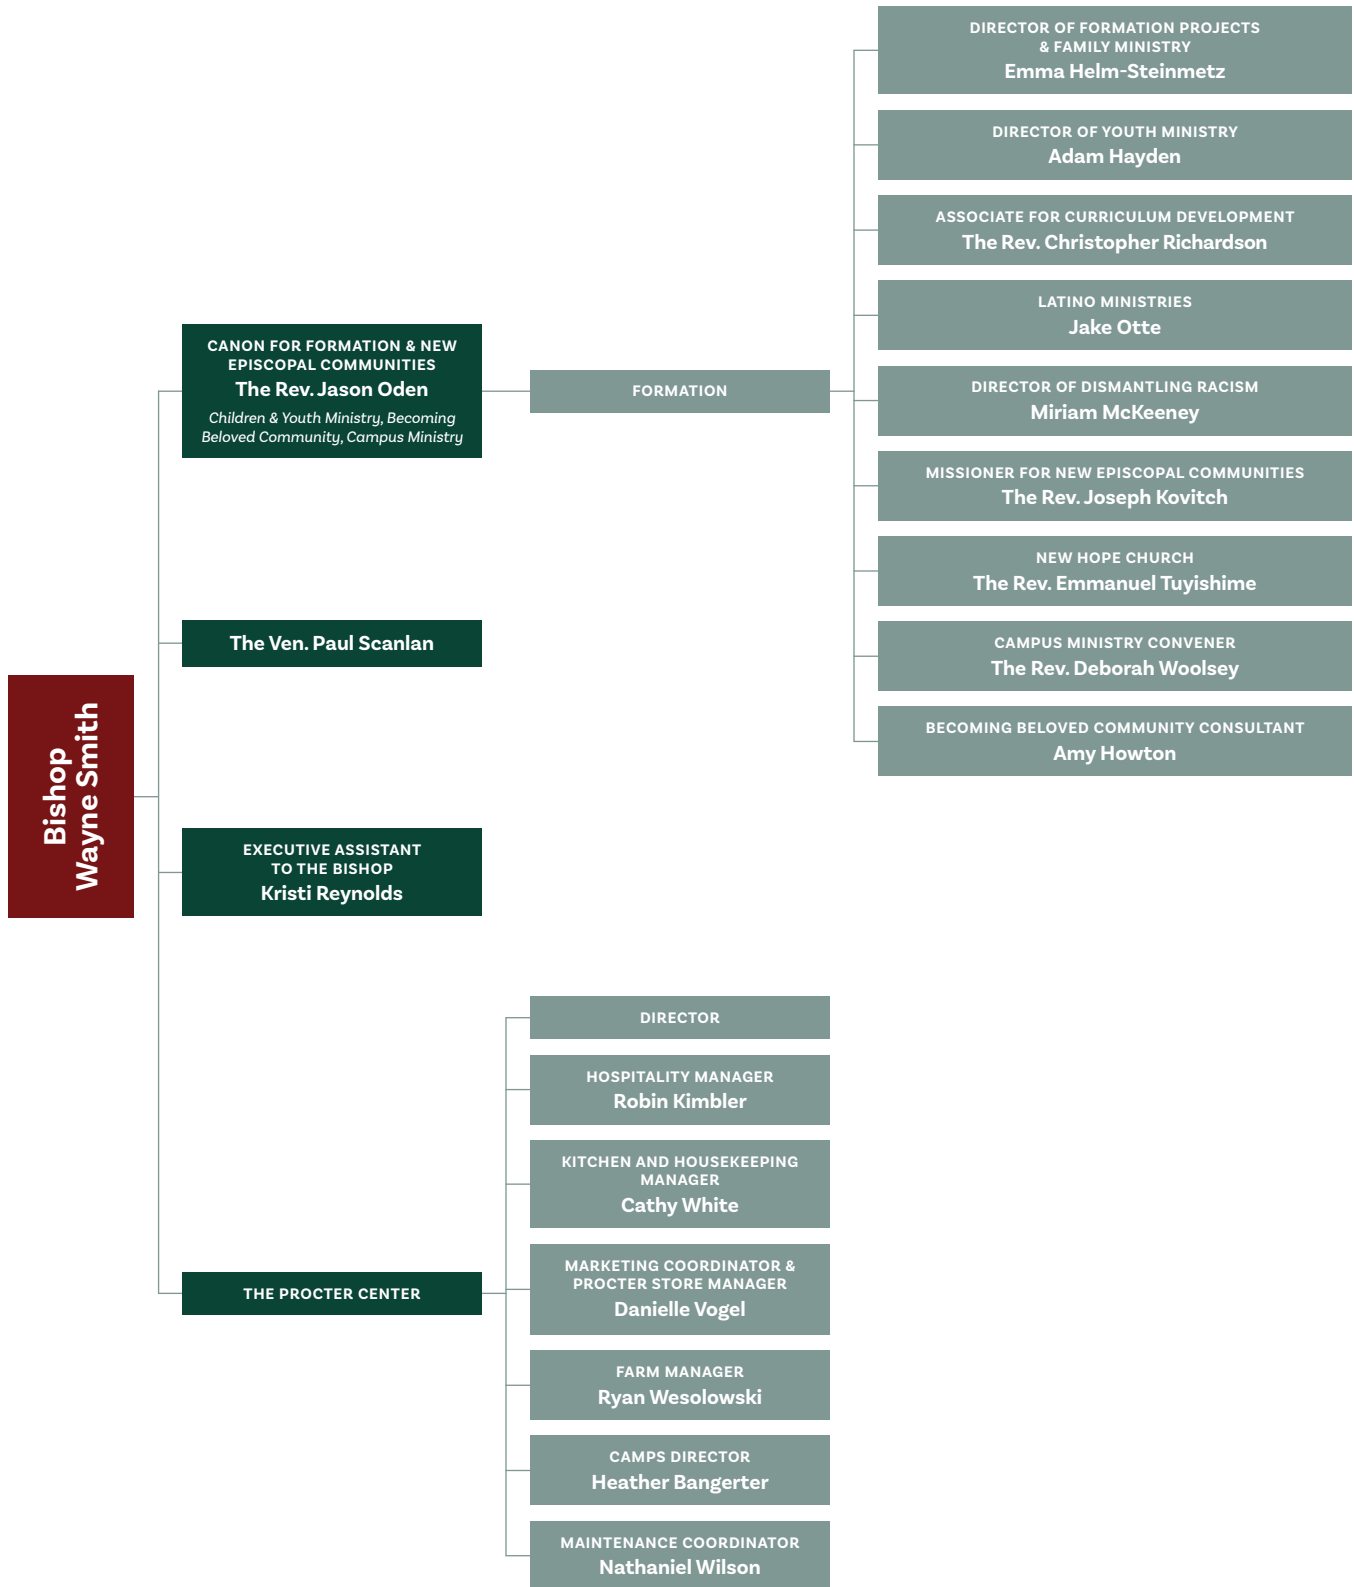 Bishop
Wayne Smith
CANON FOR FORMATION & NEW
EPISCOPAL COMMUNITIES
The Rev. Jason Oden
Children & Youth Ministry, Becoming
Beloved Community, Campus Ministry
FORMATION
DIRECTOR OF FORMATION PROJECTS
& FAMILY MINISTRY
Emma Helm-Steinmetz
DIRECTOR OF YOUTH MINISTRY
Adam Hayden
ASSOCIATE FOR CURRICULUM DEVELOPMENT
The Rev. Christopher Richardson
LATINO MINISTRIES
Jake Otte
DIRECTOR OF DISMANTLING RACISM
Miriam McKeeney
MISSIONER FOR NEW EPISCOPAL COMMUNITIES
The Rev. Joseph Kovitch
NEW HOPE CHURCH
The Rev. Emmanuel Tuyishime
CAMPUS MINISTRY CONVENER
The Rev. Deborah Woolsey
BECOMING BELOVED COMMUNITY CONSULTANT
Amy Howton
The Ven. Paul Scanlan
EXECUTIVE ASSISTANT
TO THE BISHOP
Kristi Reynolds
THE PROCTER CENTER
DIRECTOR
HOSPITALITY MANAGER
Robin Kimbler
KITCHEN AND HOUSEKEEPING
MANAGER
Cathy White
MARKETING COORDINATOR &
PROCTER STORE MANAGER
Danielle Vogel
FARM MANAGER
Ryan Wesolowski
CAMPS DIRECTOR
Heather Bangerter
MAINTENANCE COORDINATOR
Nathaniel Wilson